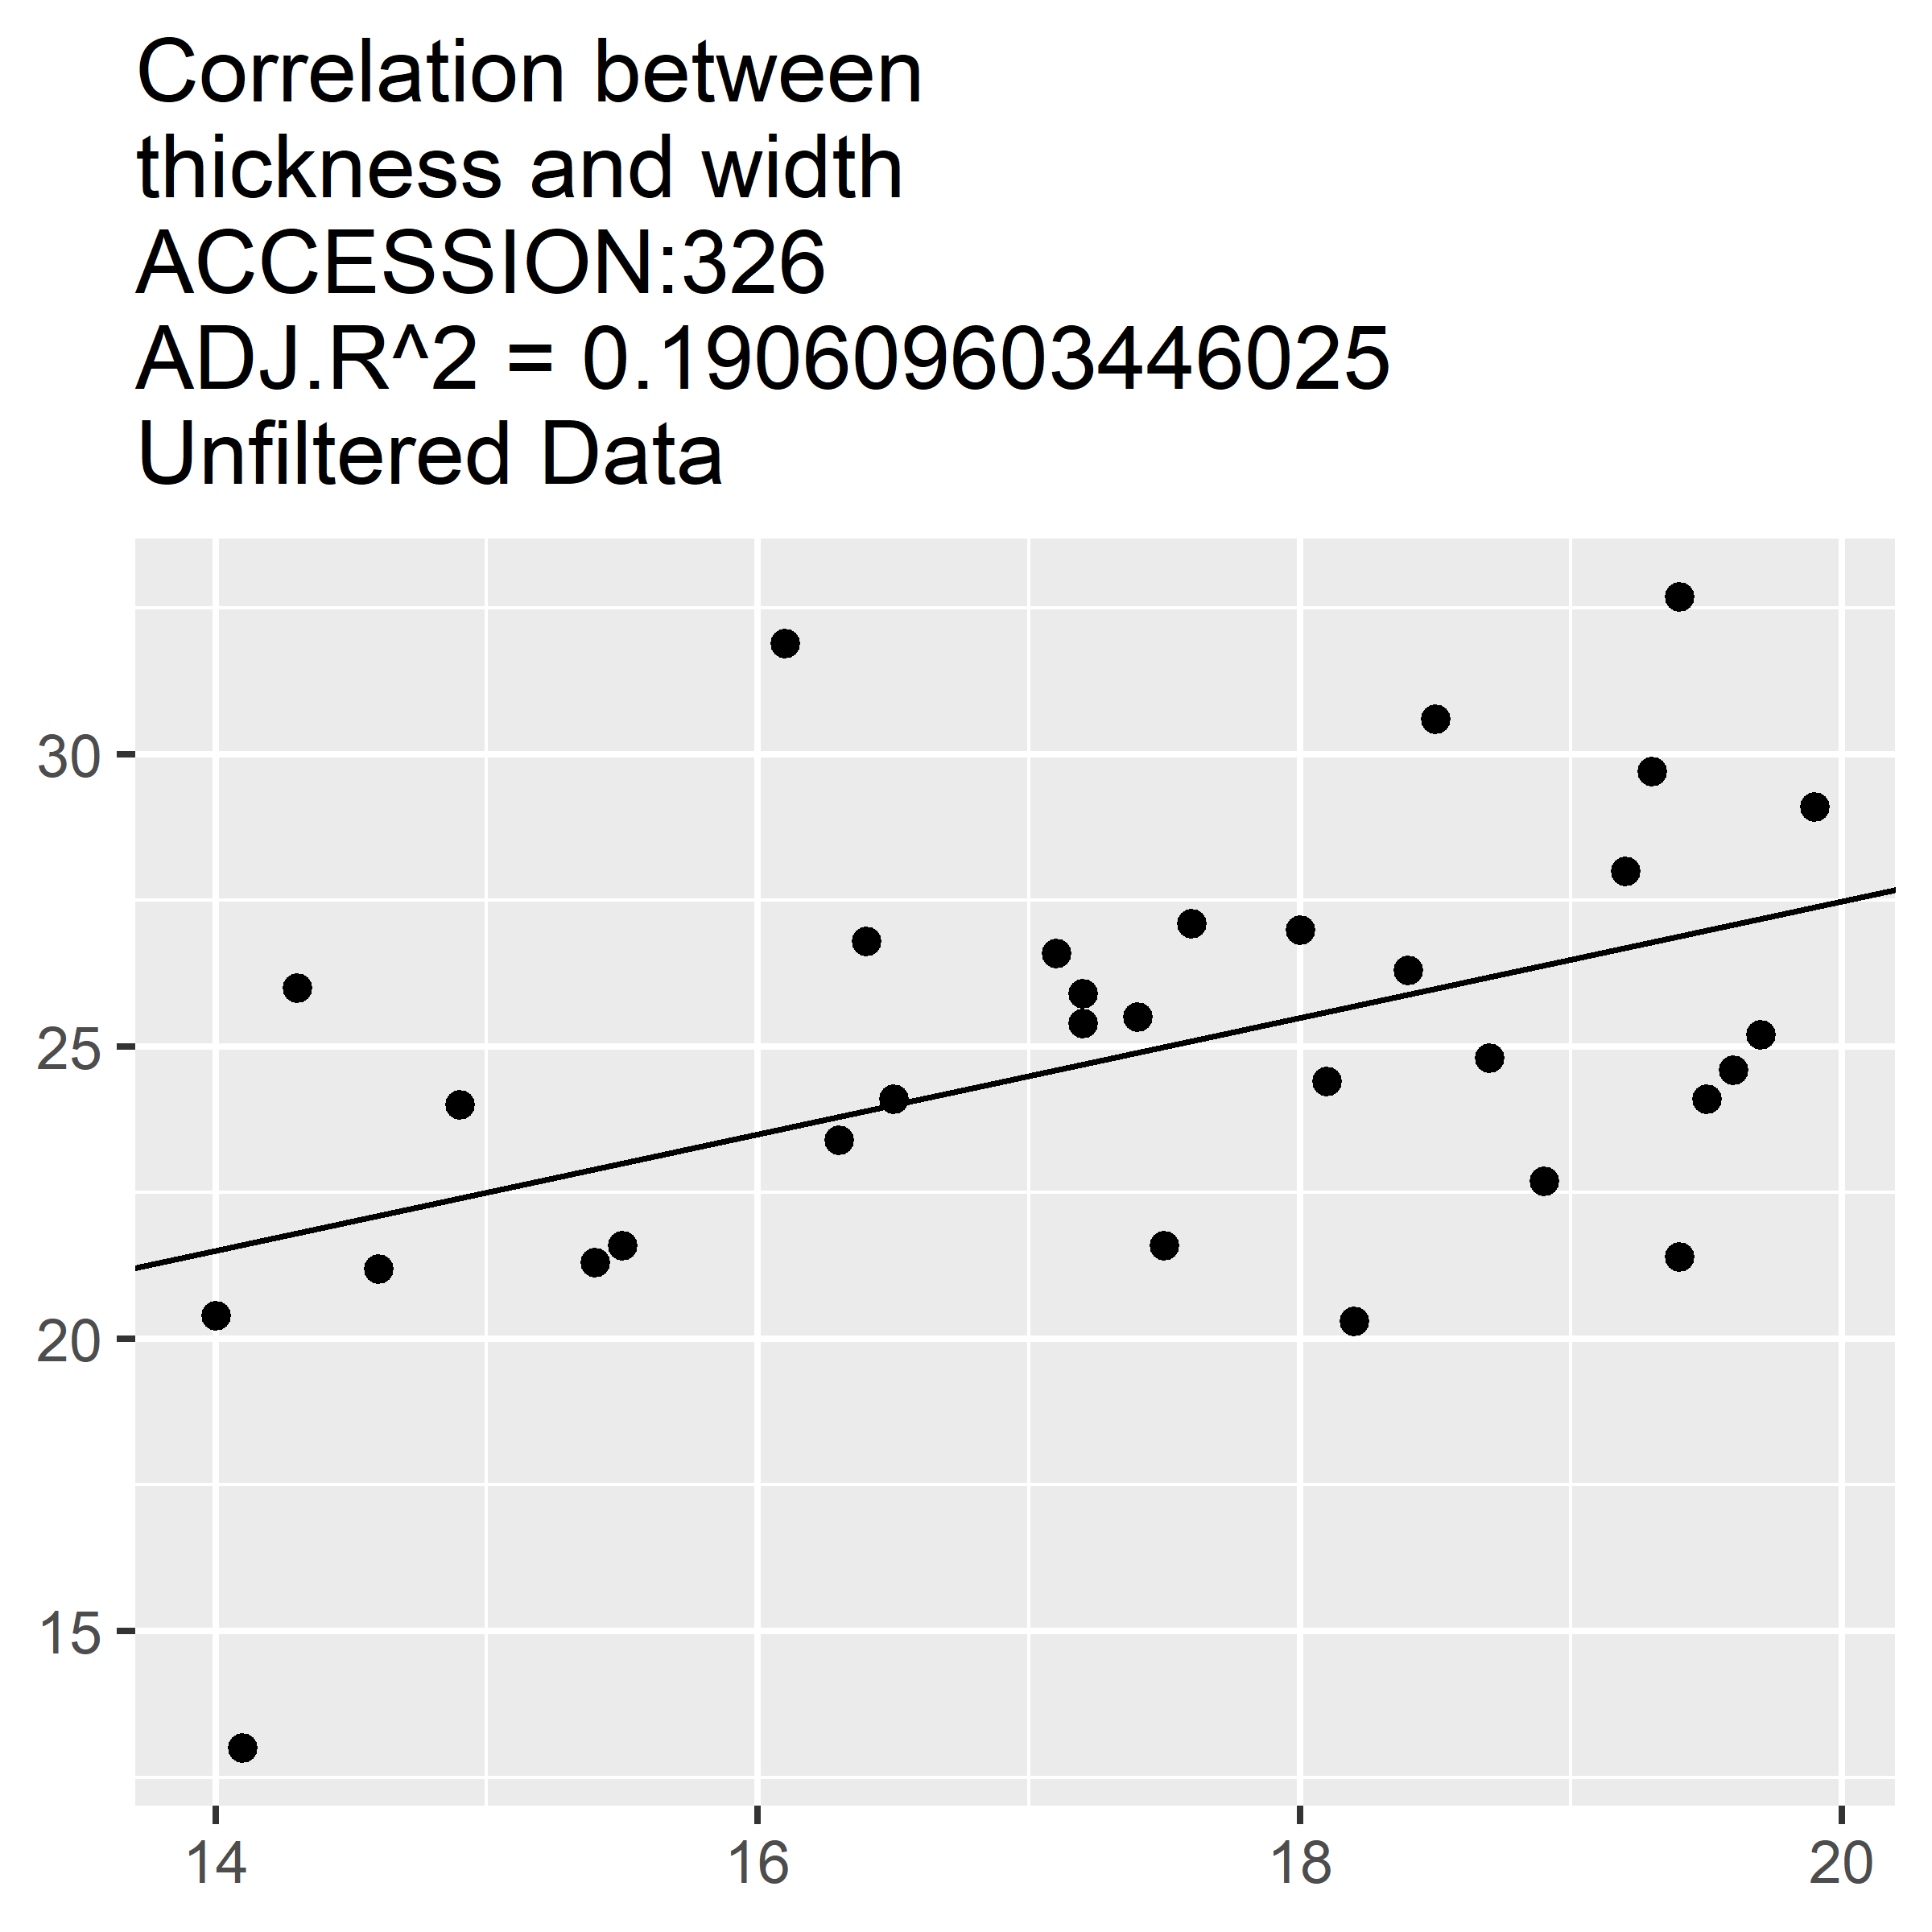 Correlation between
thickness and width
ACCESSION:326
ADJ.R^2 = 0.190609603446025
Unfiltered Data
30
25
20
15
14 16 18 20